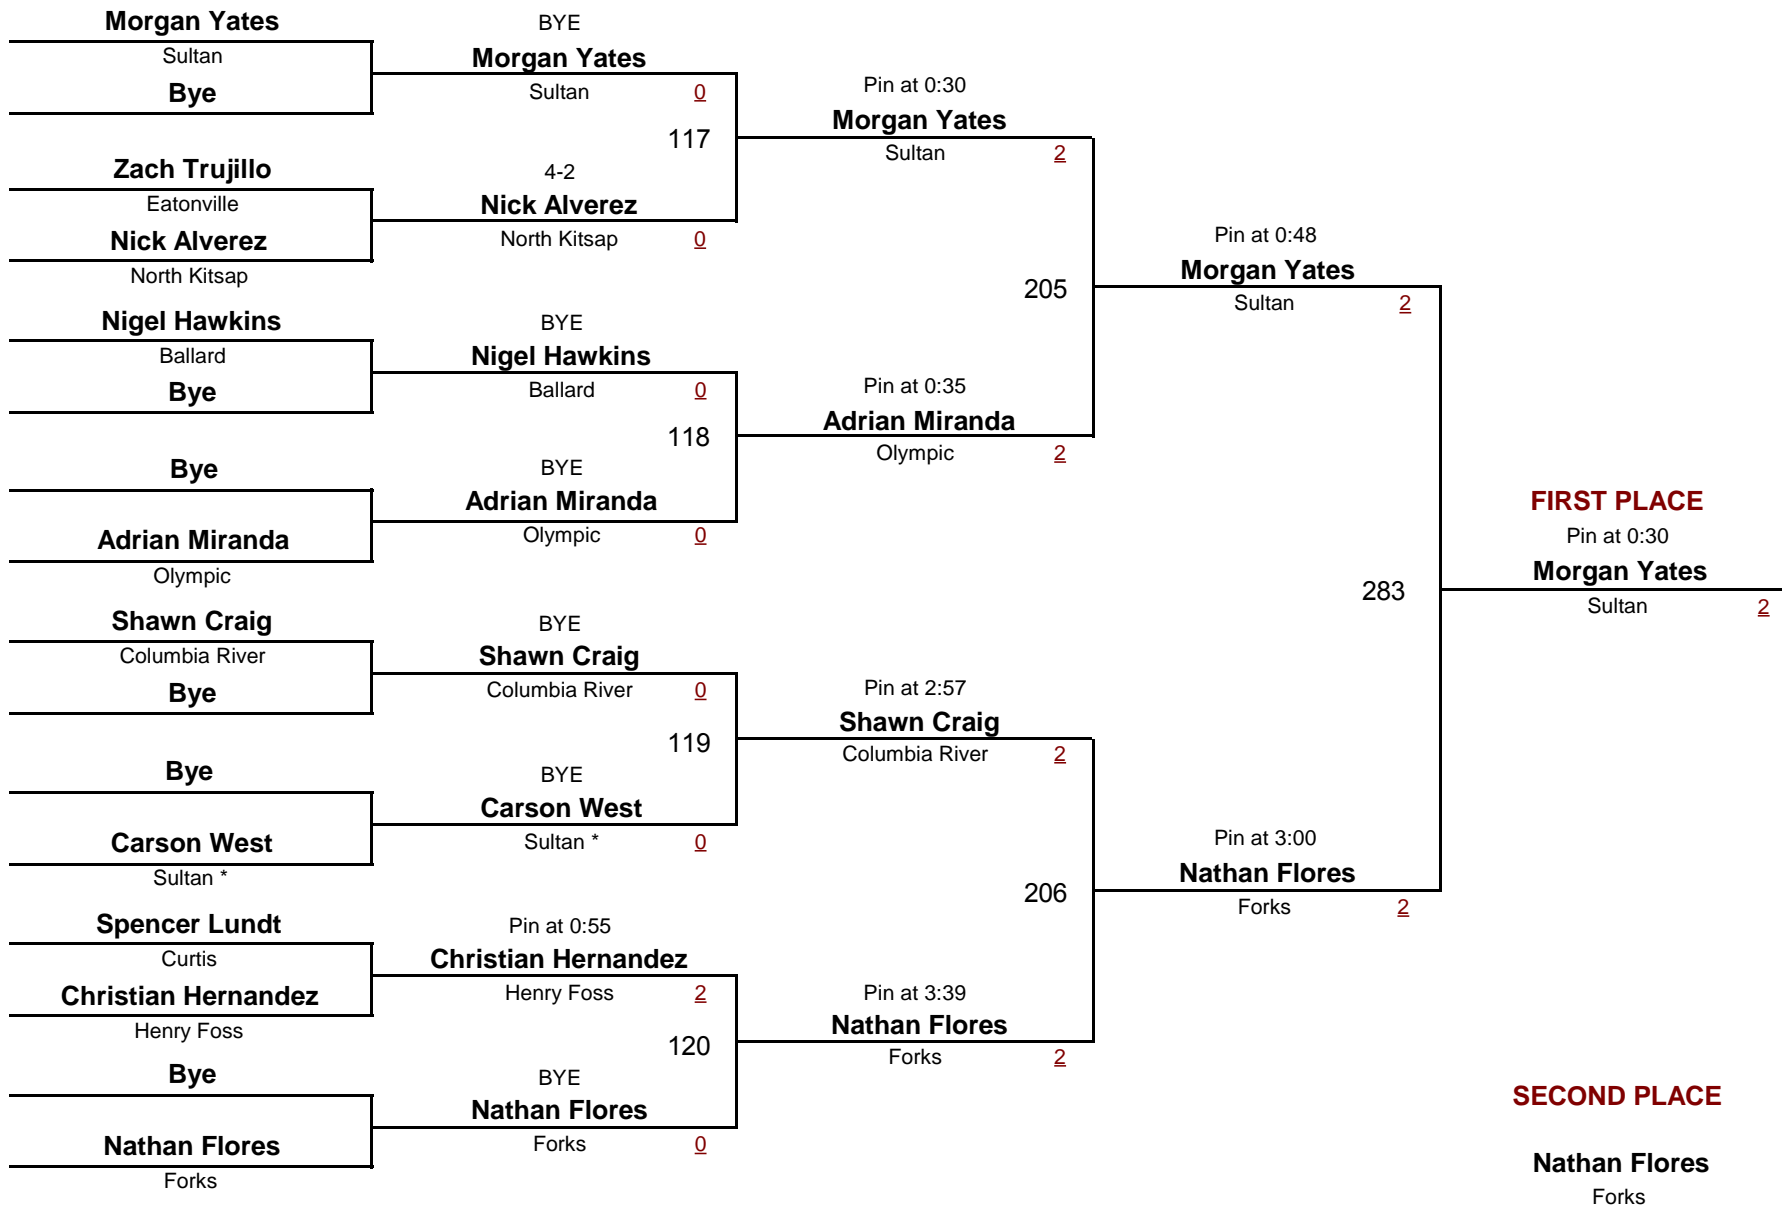 Morgan Yates
Sultan
Bye
Zach Trujillo
Eatonville
Nick Alverez
North Kitsap
Nigel Hawkins
Ballard
Bye
Bye
Adrian Miranda
Olympic
Shawn Craig
Columbia River
Bye
Bye
Carson West
Sultan *
Spencer Lundt
Curtis
Christian Hernandez
Henry Foss
Bye
Nathan Flores
Forks
BYE
Morgan Yates
Sultan 0
117
4-2
Nick Alverez
North Kitsap 0
BYE
Nigel Hawkins
Ballard 0
118
BYE
Adrian Miranda
Olympic 0
BYE
Shawn Craig
Columbia River 0
119
BYE
Carson West
Sultan * 0
Pin at 0:55
Christian Hernandez
Henry Foss 2
120
BYE
Nathan Flores
Forks 0
Pin at 0:30
Morgan Yates
Sultan 2
205
Pin at 0:35
Adrian Miranda
Olympic 2
Pin at 2:57
Shawn Craig
Columbia River 2
206
Pin at 3:39
Nathan Flores
Forks 2
Pin at 0:48
Morgan Yates
Sultan 2
283
Pin at 3:00
Nathan Flores
Forks 2
FIRST PLACE
Pin at 0:30
Morgan Yates
Sultan 2
SECOND PLACE
Nathan Flores
Forks